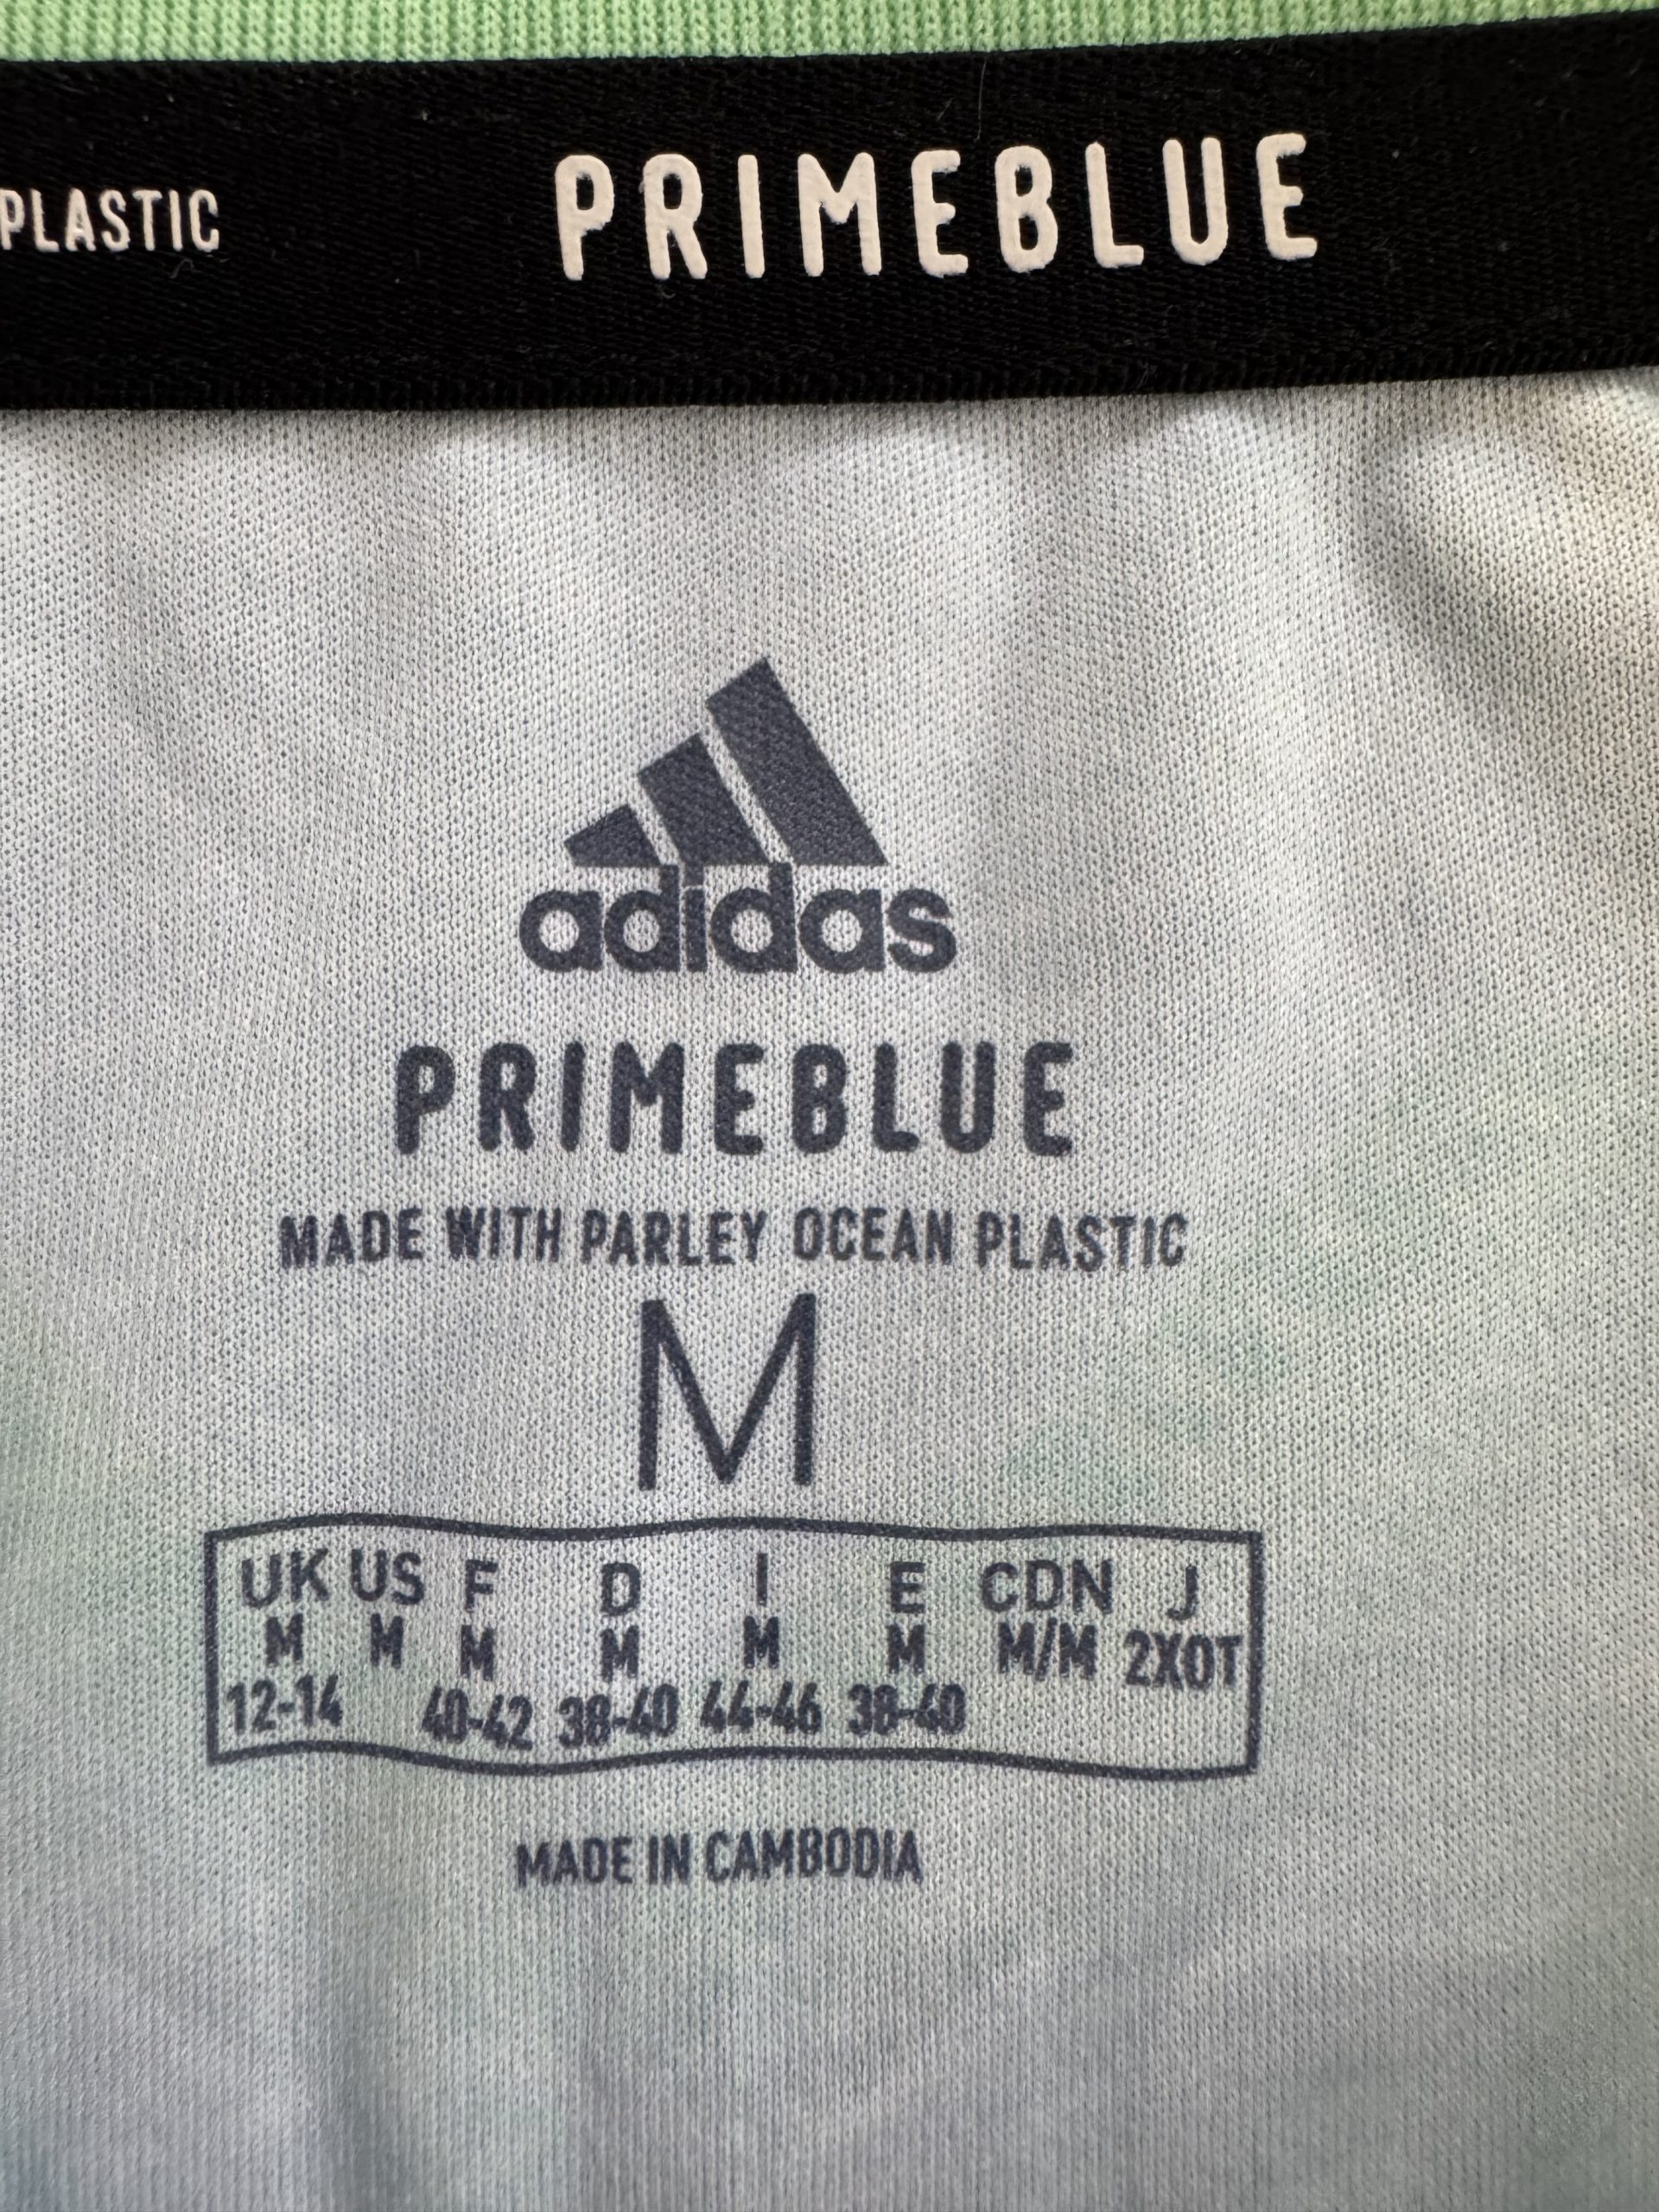 PLASTIC PRIMEBLUE
adidas
PRIMEBLUE
MADE WITH PARLEY OCEAN PLASTIC
M
UK US F D I E CDN J
M M M M M M M/M 2XOT
12-14 40-42 38-40 44-46 38-40
MADE IN CAMBODIA